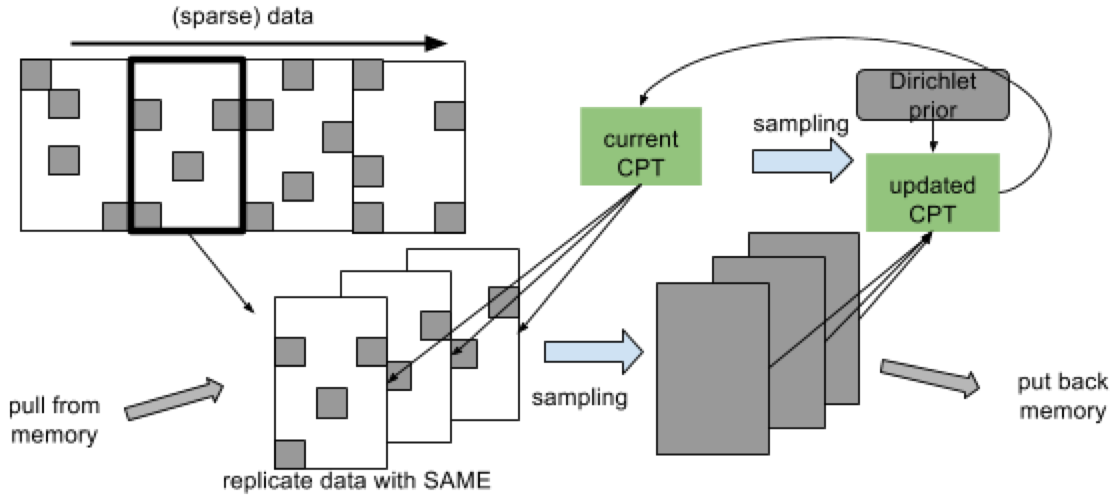 (sparse) data
Dirichlet
prior
current
CPT
sampling
updated
CPT
sampling
pull from
memory
put back
memory
replicate data with SAME